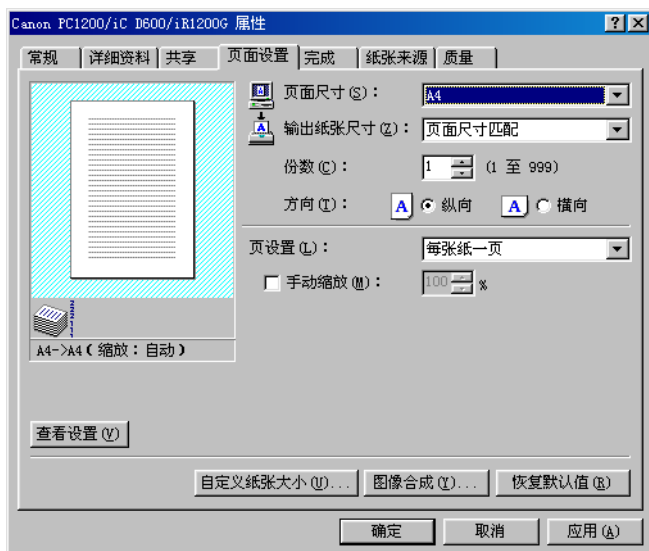 Canon PC1200/iC D600/iR1200G 属性
常规 详细资料 共享 页面设置 完成 纸张来源 质量
页面尺寸(S)： A4
输出纸张尺寸(Z)： 页面尺寸匹配
份数(C)： 1 (1 至 999)
方向(I)： A 纵向 A 横向
页设置(L)： 每张纸一页
手动缩放(M)： 100 %
A4->A4(缩放：自动)
查看设置(V)
自定义纸张大小(U)... 图像合成(Y)... 恢复默认值(R)
确定 取消 应用(A)